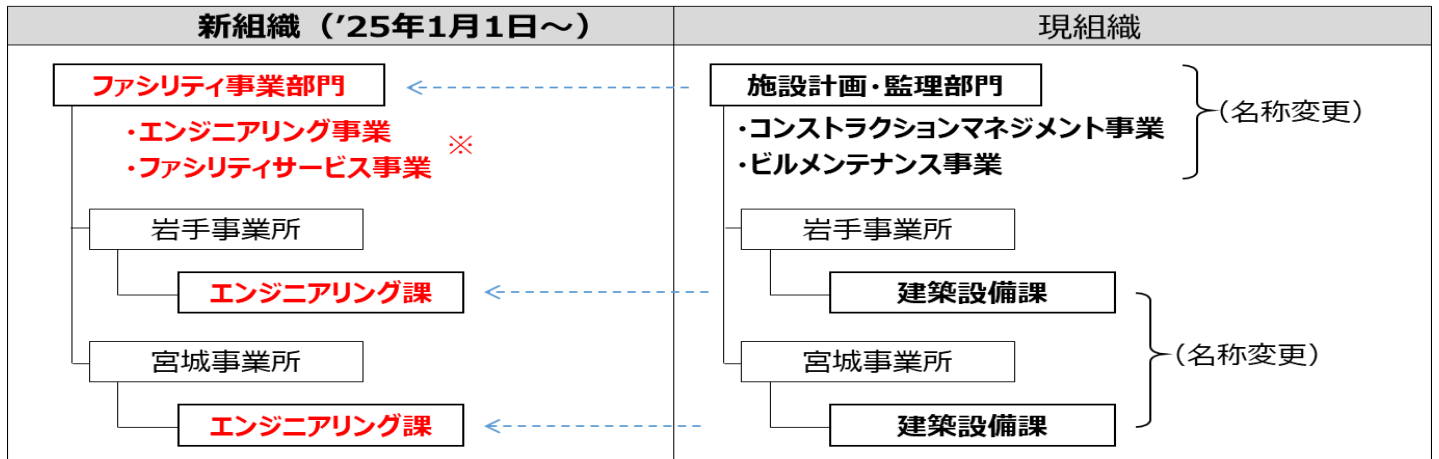 新組織（’25年1月1日～）
現組織
ファシリティ事業部門
施設計画・監理部門
・エンジニアリング事業
・ファシリティサービス事業
※
・コンストラクションマネジメント事業
・ビルメンテナンス事業
（名称変更）
岩手事業所
岩手事業所
エンジニアリング課
建築設備課
宮城事業所
宮城事業所
（名称変更）
エンジニアリング課
建築設備課